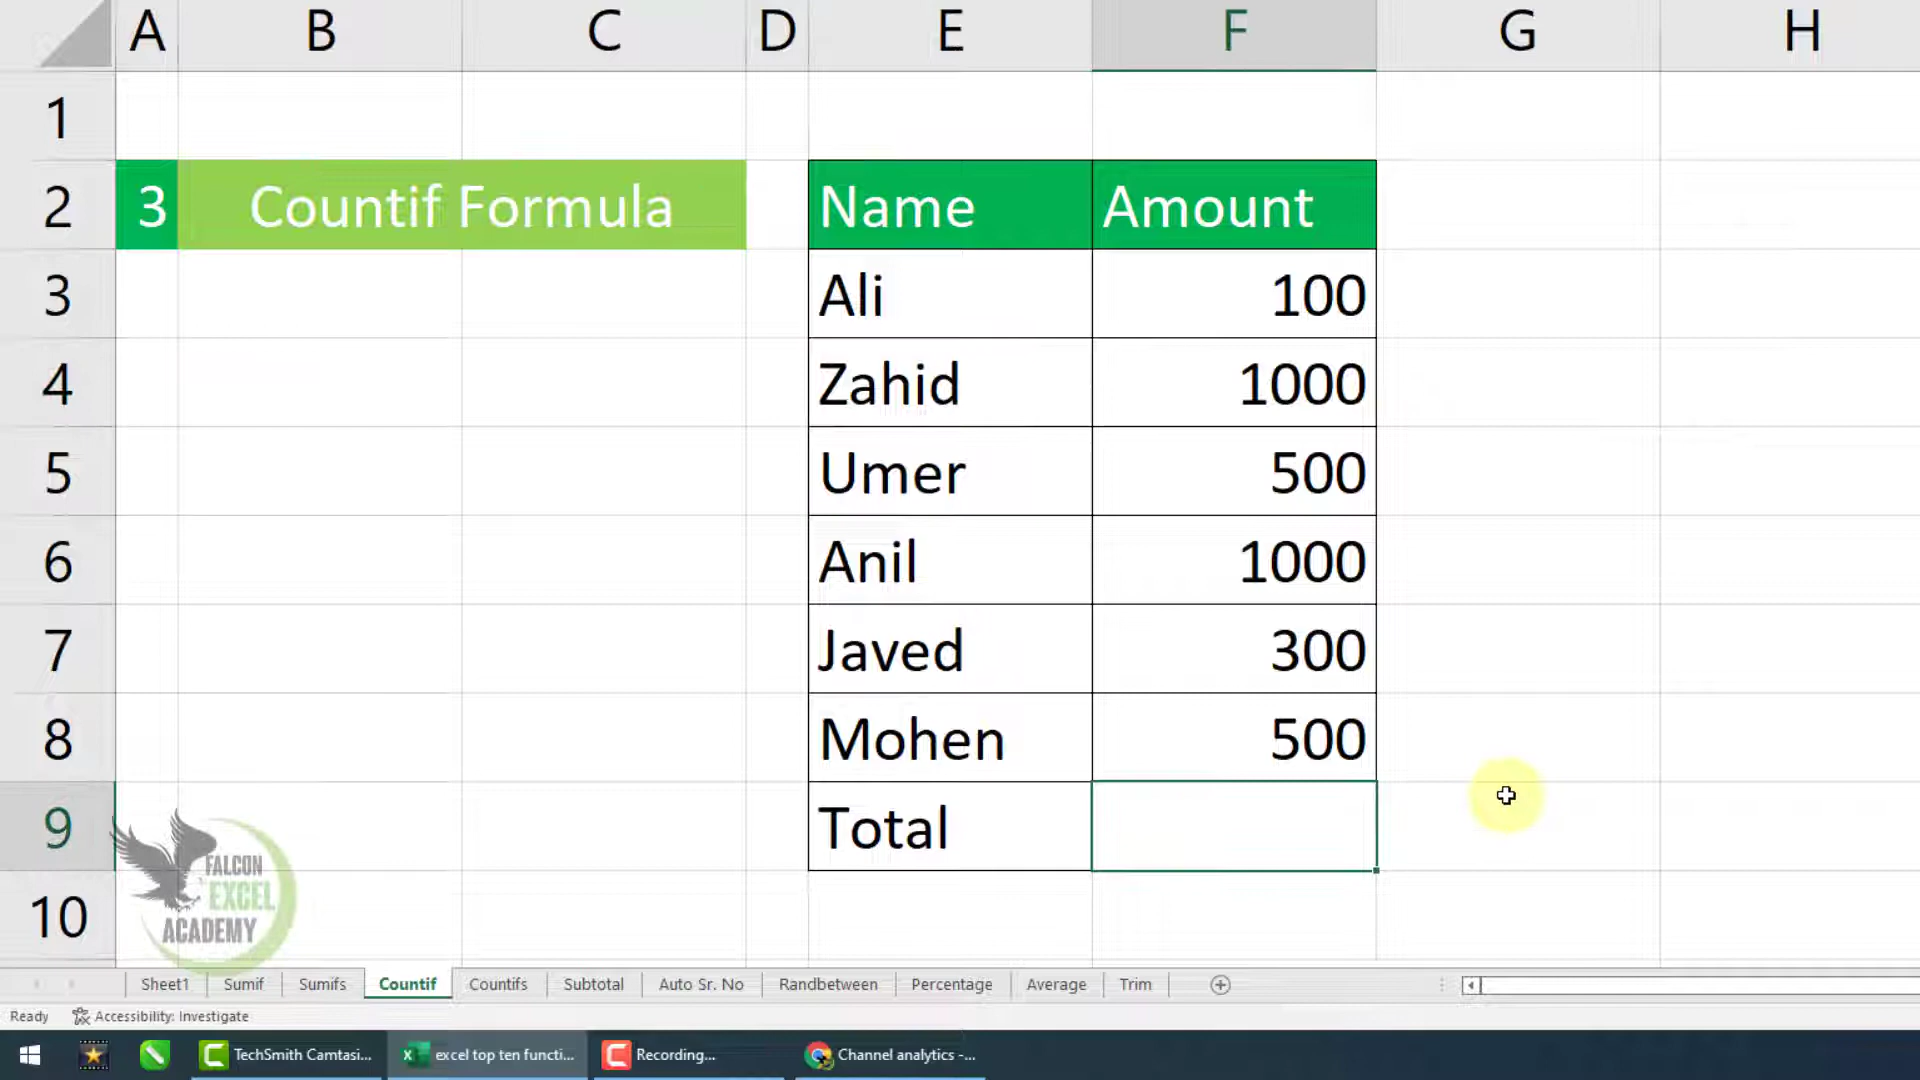 A B C D E F G H
1
2 3 Countif Formula Name Amount
3 Ali 100
4 Zahid 1000
5 Umer 500
6 Anil 1000
7 Javed 300
8 Mohen 500
9 Total
10
FALCON
EXCEL
ACADEMY
Sheet1 Sumif Sumifs Countif Countifs Subtotal Auto Sr. No Randbetween Percentage Average Trim
Ready Accessibility: Investigate
TechSmith Camtasi... excel top ten functi... Recording... Channel analytics -...